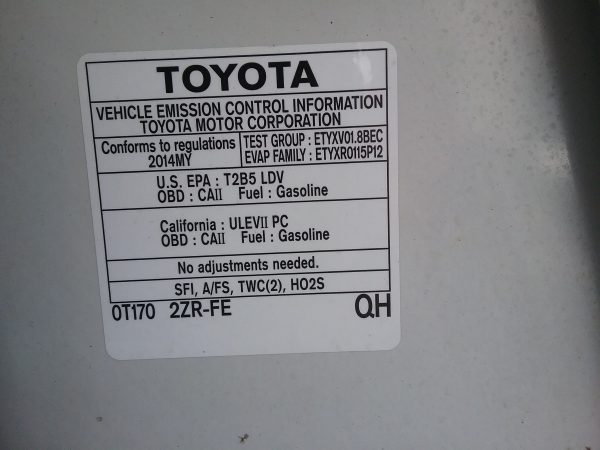 TOYOTA
VEHICLE EMISSION CONTROL INFORMATION
TOYOTA MOTOR CORPORATION
Conforms to regulations
2014MY
TEST GROUP : ETYXV01.8BEC
EVAP FAMILY : ETYXR0115P12
U.S. EPA : T2B5 LDV
OBD : CAII Fuel : Gasoline
California : ULEVII PC
OBD : CAII Fuel : Gasoline
No adjustments needed.
SFI, A/FS, TWC(2), HO2S
0T170 2ZR-FE QH